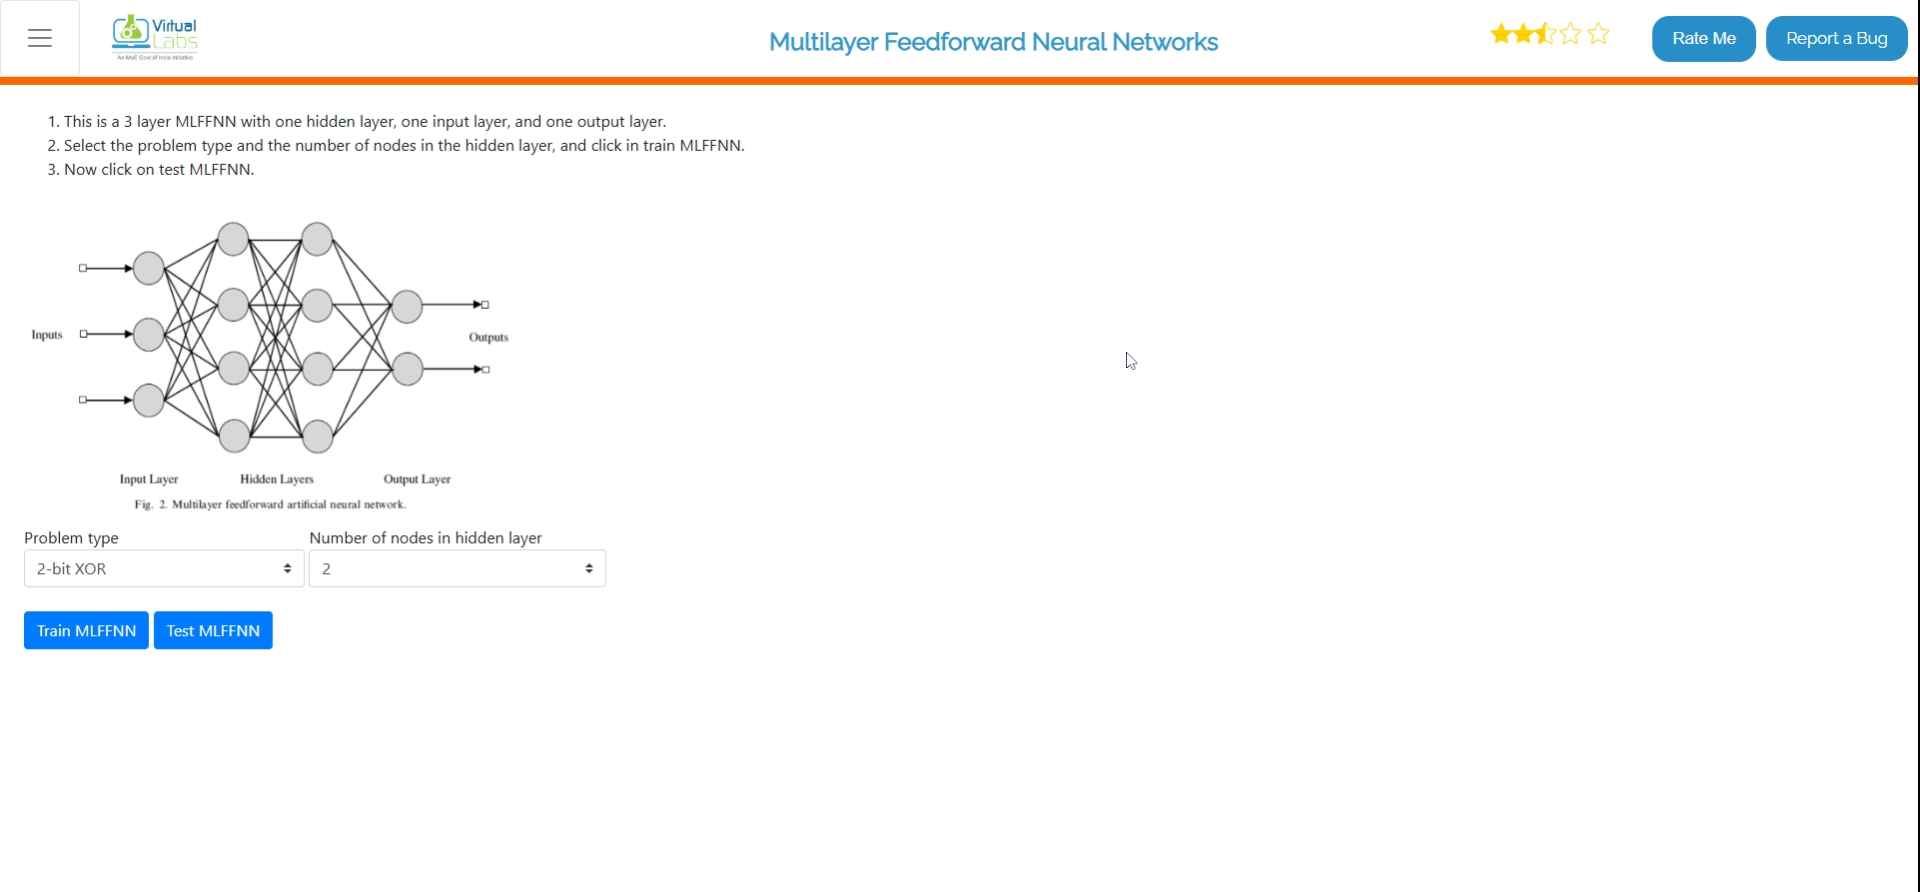 Virtual
Labs
An MoE Govt of India Initiative
Multilayer Feedforward Neural Networks
Rate Me
Report a Bug
1. This is a 3 layer MLFFNN with one hidden layer, one input layer, and one output layer.
2. Select the problem type and the number of nodes in the hidden layer, and click in train MLFFNN.
3. Now click on test MLFFNN.
Inputs
Outputs
Input Layer
Hidden Layers
Output Layer
Fig. 2. Multilayer feedforward artificial neural network.
Problem type
Number of nodes in hidden layer
2-bit XOR
2
Train MLFFNN
Test MLFFNN